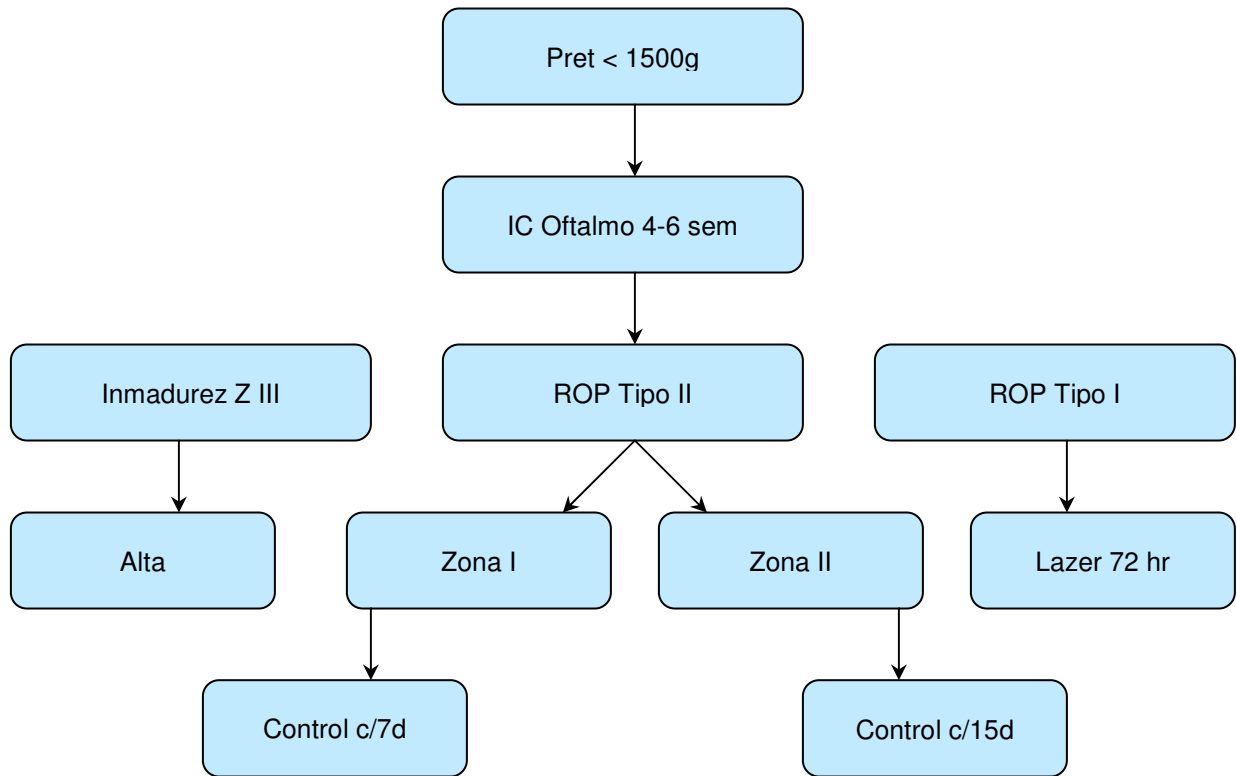 Pret < 1500g
IC Oftalmo 4-6 sem
Inmadurez Z III
ROP Tipo II
ROP Tipo I
Alta
Zona I
Zona II
Lazer 72 hr
Control c/7d
Control c/15d